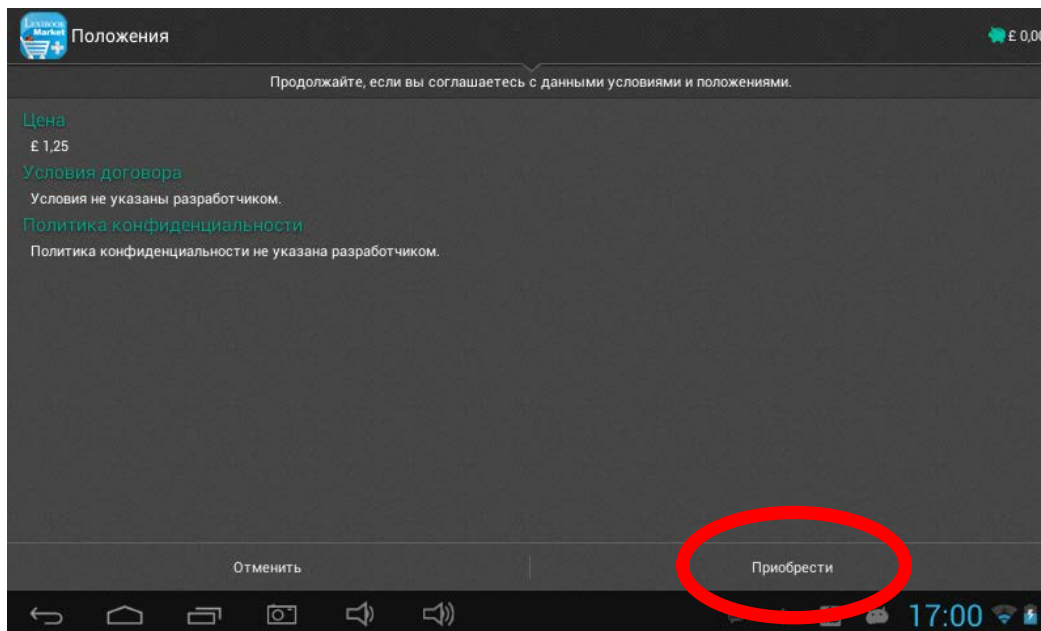 LEXIBOOK
Market
Положения
£ 0,00
Продолжайте, если вы соглашаетесь с данными условиями и положениями.
Цена
£ 1,25
Условия договора
Условия не указаны разработчиком.
Политика конфиденциальности
Политика конфиденциальности не указана разработчиком.
Отменить
Приобрести
17:00